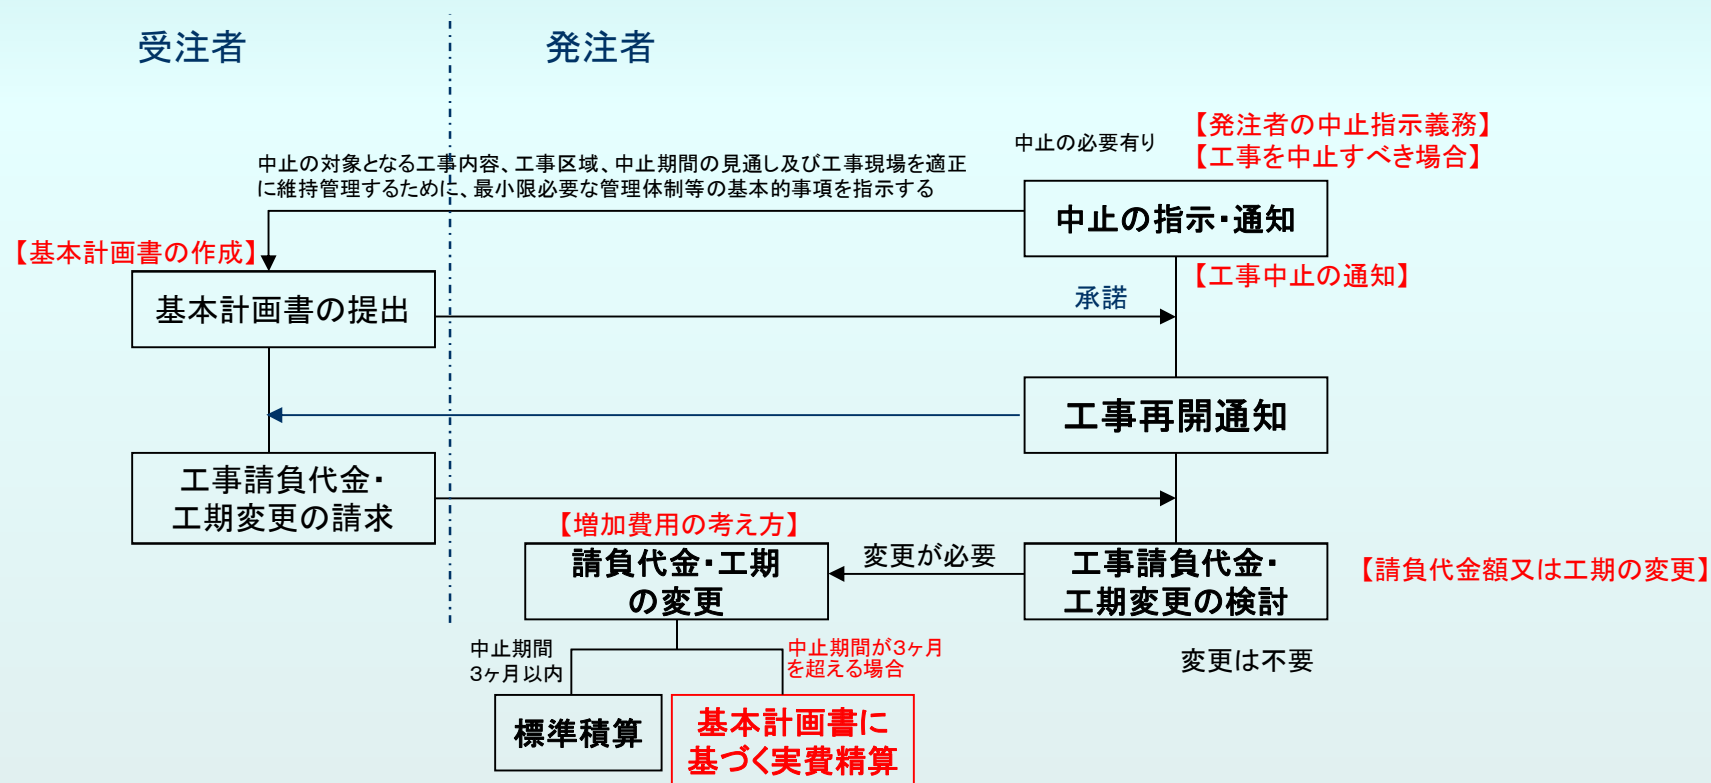 受注者
発注者
中止の必要有り
【発注者の中止指示義務】
【工事を中止すべき場合】
中止の対象となる工事内容、工事区域、中止期間の見通し及び工事現場を適正
に維持管理するために、最小限必要な管理体制等の基本的事項を指示する
中止の指示・通知
【基本計画書の作成】
【工事中止の通知】
基本計画書の提出
承諾
工事再開通知
工事請負代金・
工期変更の請求
【増加費用の考え方】
請負代金・工期
の変更
変更が必要
工事請負代金・
工期変更の検討
【請負代金額又は工期の変更】
中止期間
3ヶ月以内
中止期間が3ヶ月
を超える場合
変更は不要
標準積算
基本計画書に
基づく実費精算